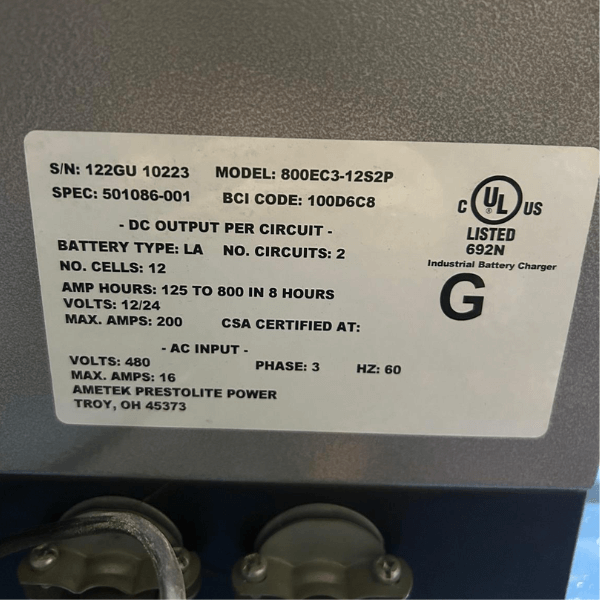 S/N: 122GU 10223 MODEL: 800EC3-12S2P
SPEC: 501086-001 BCI CODE: 100D6C8
- DC OUTPUT PER CIRCUIT -
BATTERY TYPE: LA NO. CIRCUITS: 2
NO. CELLS: 12
AMP HOURS: 125 TO 800 IN 8 HOURS
VOLTS: 12/24
MAX. AMPS: 200 CSA CERTIFIED AT:
- AC INPUT -
VOLTS: 480 PHASE: 3 HZ: 60
MAX. AMPS: 16
AMETEK PRESTOLITE POWER
TROY, OH 45373
C UL ® US
LISTED
692N
Industrial Battery Charger
G